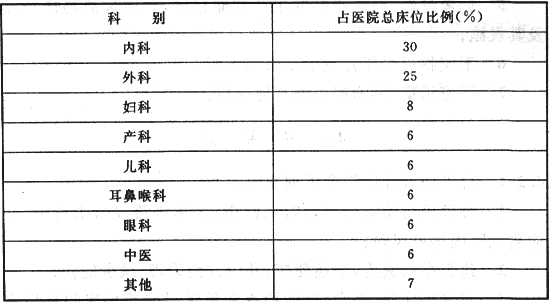 科 别 占医院总床位比例(%)
内科 30
外科 25
妇科 8
产科 6
儿科 6
耳鼻喉科 6
眼科 6
中医 6
其他 7